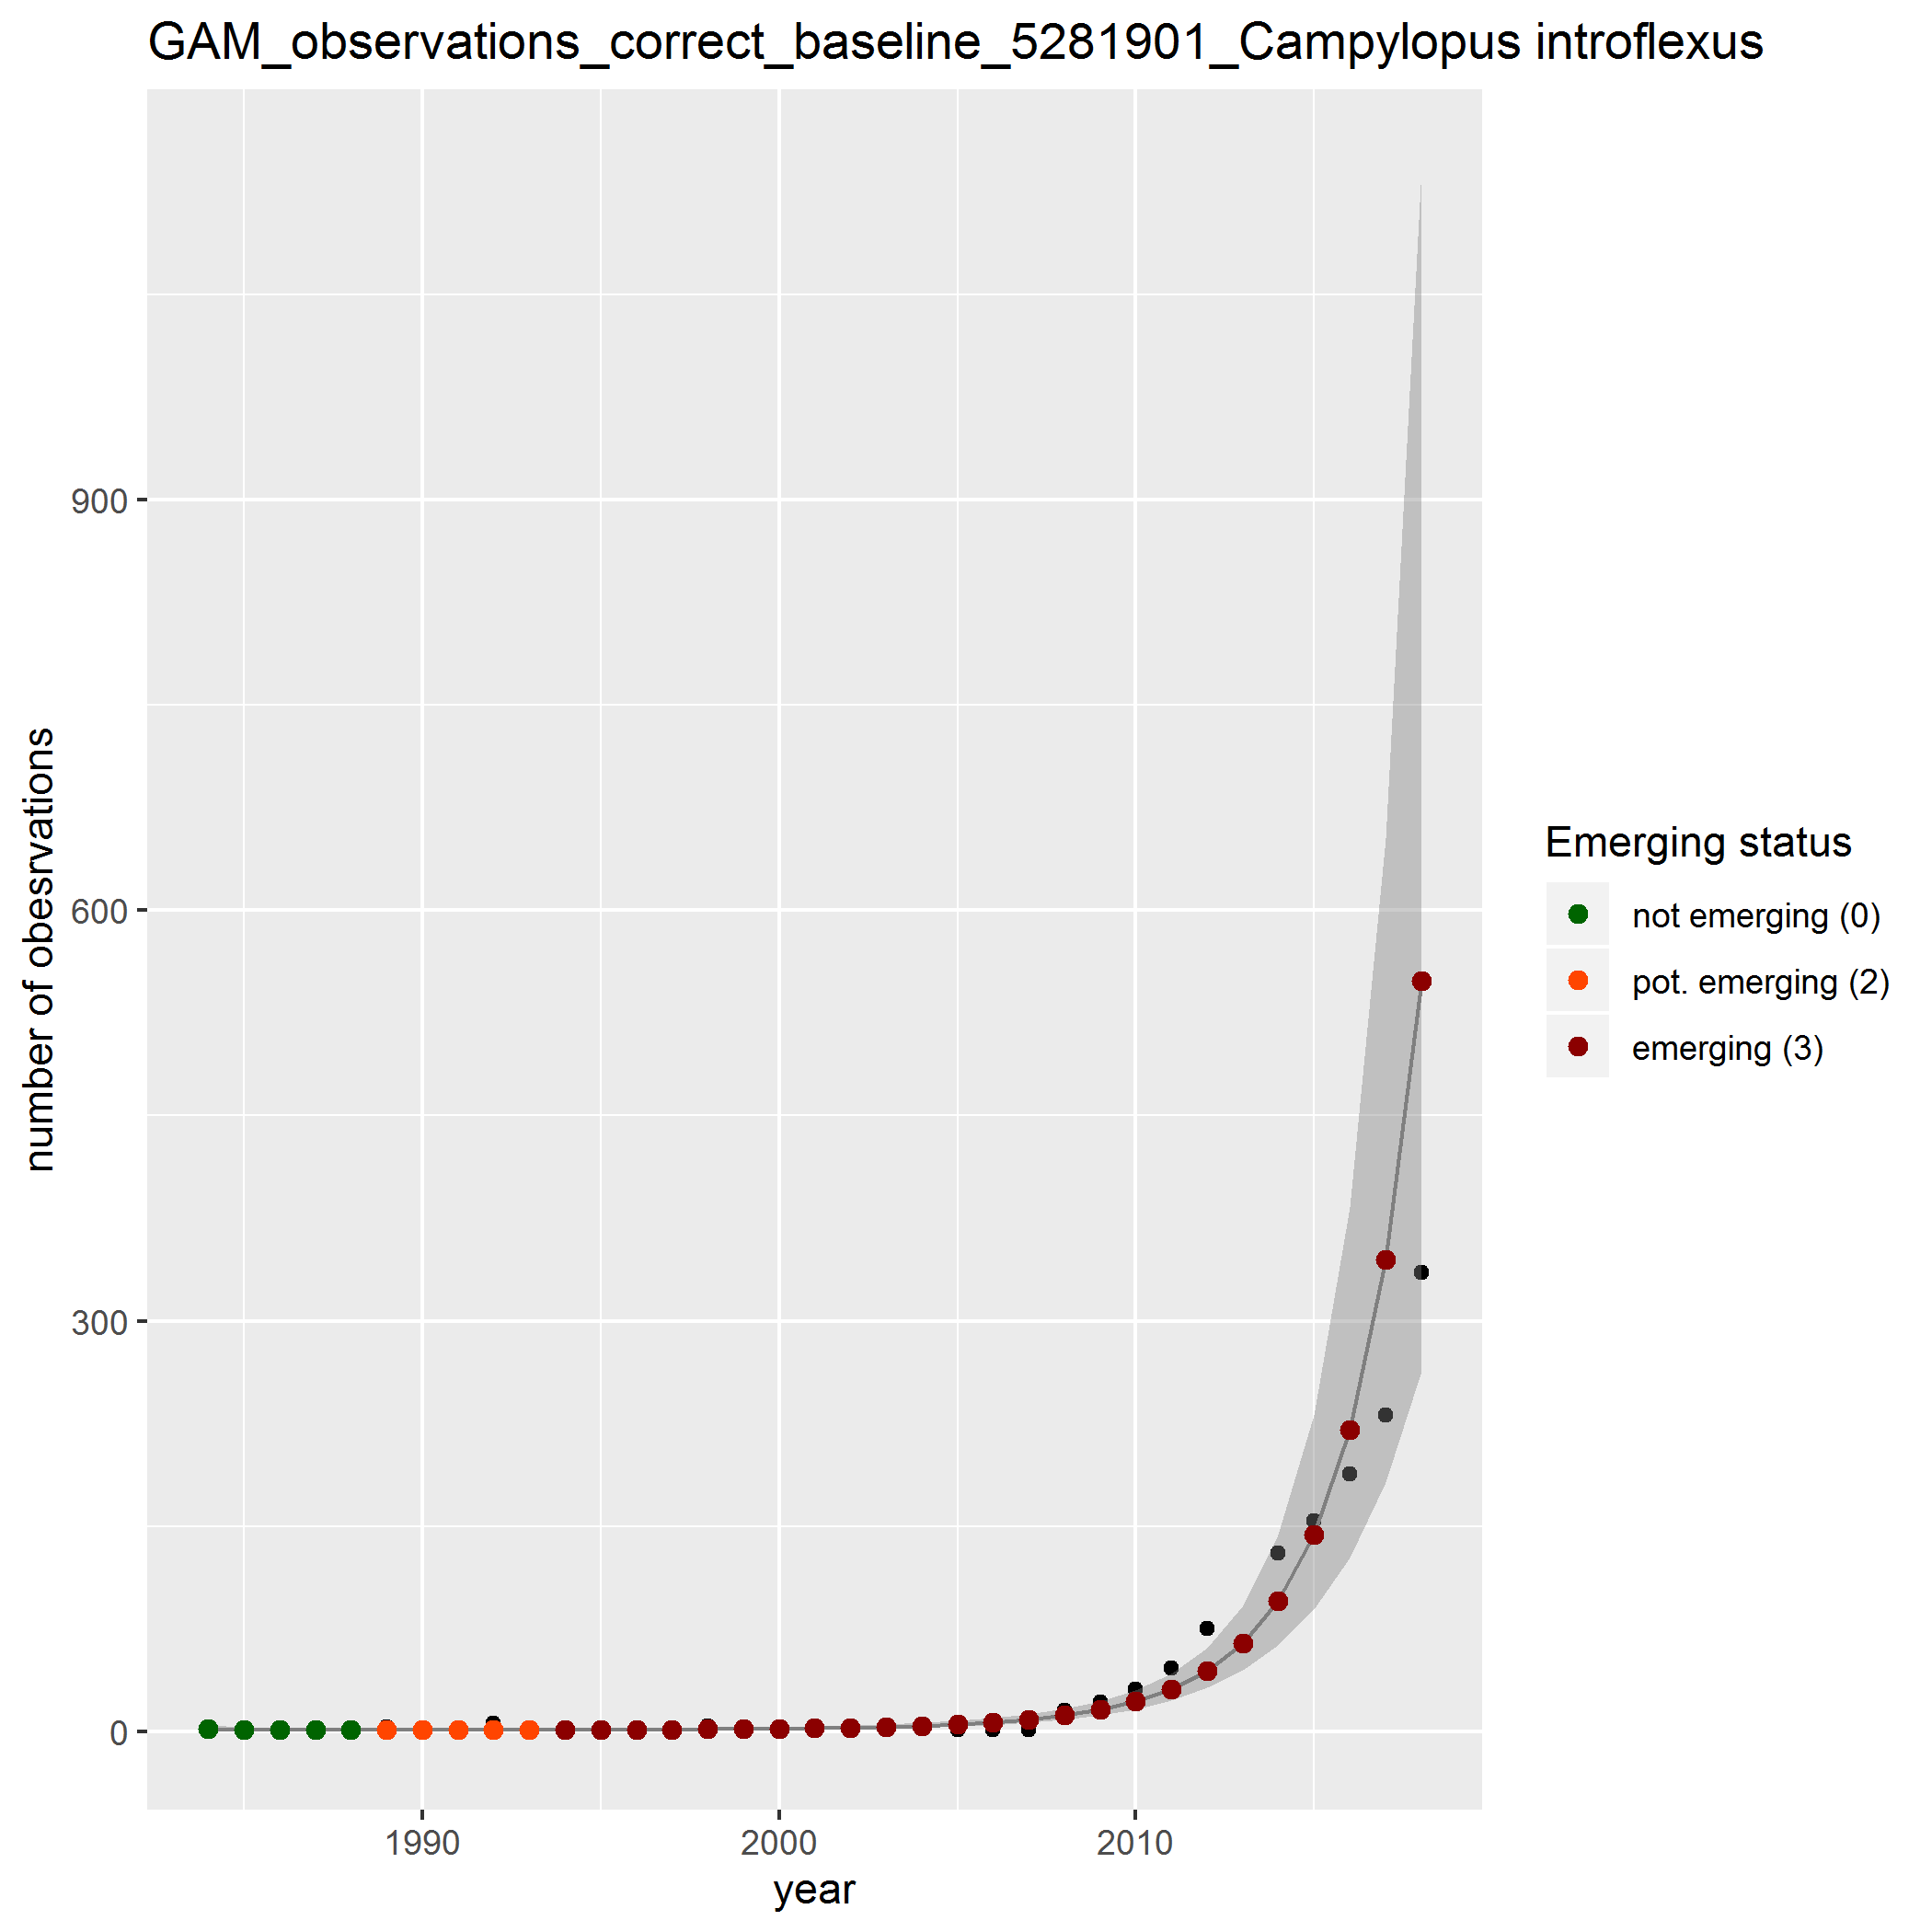 GAM_observations_correct_baseline_5281901_Campylopus introflexus
number of obesrvations
900
600
300
0
1990
2000
2010
year
Emerging status
not emerging (0)
pot. emerging (2)
emerging (3)